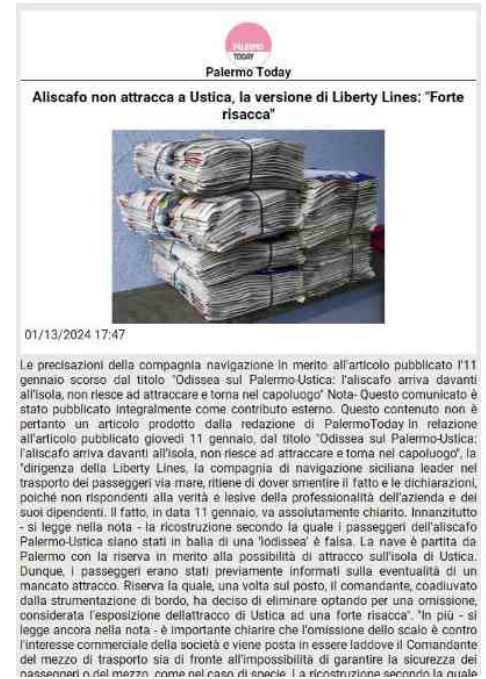 PALERMO
TODAY
Palermo Today
Aliscafo non attracca a Ustica, la versione di Liberty Lines: "Forte
risacca"
01/13/2024 17:47
Le precisazioni della compagnia navigazione in merito all'articolo pubblicato l'11
gennaio scorso dal titolo "Odissea sul Palermo-Ustica: l'aliscafo arriva davanti
all'isola, non riesce ad attraccare e torna nel capoluogo" Nota- Questo comunicato è
stato pubblicato integralmente come contributo esterno. Questo contenuto non è
pertanto un articolo prodotto dalla redazione di PalermoToday In relazione
all'articolo pubblicato giovedì 11 gennaio, dal titolo "Odissea sul Palermo-Ustica:
l'aliscafo arriva davanti all'isola, non riesce ad attraccare e torna nel capoluogo", la
"dirigenza della Liberty Lines, la compagnia di navigazione siciliana leader nel
trasporto dei passeggeri via mare, ritiene di dover smentire il fatto e le dichiarazioni,
poiché non rispondenti alla verità e lesive della professionalità dell'azienda e dei
suoi dipendenti. Il fatto, in data 11 gennaio, va assolutamente chiarito. Innanzitutto
- si legge nella nota - la ricostruzione secondo la quale i passeggeri dell'aliscafo
Palermo-Ustica siano stati in balia di una 'Iodissea' è falsa. La nave è partita da
Palermo con la riserva in merito alla possibilità di attracco sull'isola di Ustica.
Dunque, i passeggeri erano stati previamente informati sulla eventualità di un
mancato attracco. Riserva la quale, una volta sul posto, il comandante, coadiuvato
dalla strumentazione di bordo, ha deciso di eliminare optando per una omissione,
considerata l'esposizione dellattracco di Ustica ad una forte risacca". "In più - si
legge ancora nella nota - è importante chiarire che l'omissione dello scalo è contro
l'interesse commerciale della società e viene posta in essere laddove il Comandante
del mezzo di trasporto sia di fronte all'impossibilità di garantire la sicurezza dei
passeggeri o del mezzo, come nel caso di specie. La ricostruzione secondo la quale